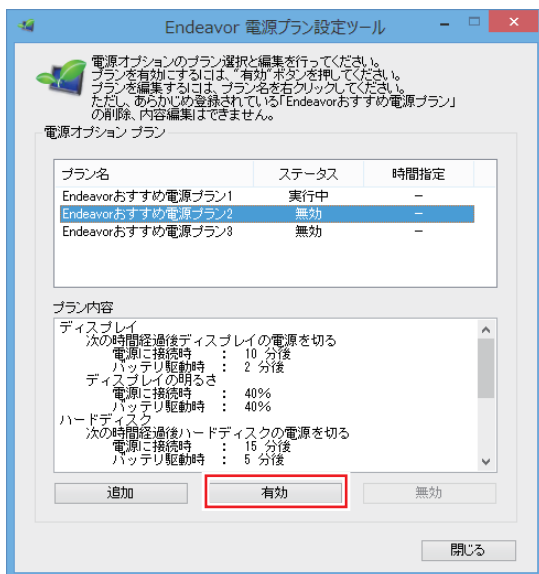 Endeavor 電源プラン設定ツール
電源オプションのプラン選択と編集を行ってください。
プランを有効にするには、"有効"ボタンを押してください。
プランを編集するには、プラン名を右クリックしてください。
ただし、あらかじめ登録されている「Endeavorおすすめ電源プラン」
の削除、内容編集はできません。
電源オプション プラン
プラン名 ステータス 時間指定
Endeavorおすすめ電源プラン1 実行中 −
Endeavorおすすめ電源プラン2 無効 −
Endeavorおすすめ電源プラン3 無効 −
プラン内容
ディスプレイ
次の時間経過後ディスプレイの電源を切る
電源に接続時 : 10 分後
バッテリ駆動時 : 2 分後
ディスプレイの明るさ
電源に接続時 : 40%
バッテリ駆動時 : 40%
ハードディスク
次の時間経過後ハードディスクの電源を切る
電源に接続時 : 15 分後
バッテリ駆動時 : 5 分後
追加 有効 無効
閉じる